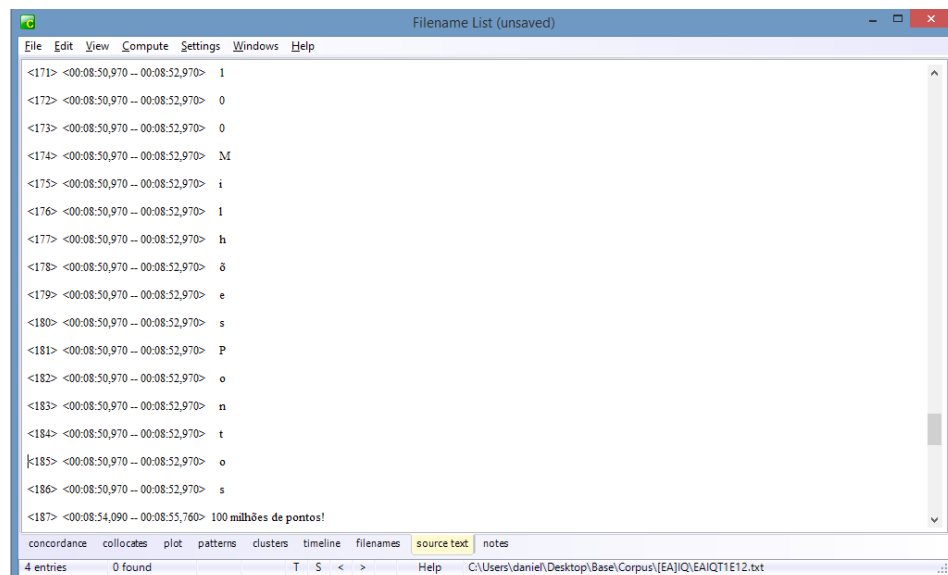 Filename List (unsaved)
File Edit View Compute Settings Windows Help
<171> <00:08:50,970 -- 00:08:52,970> 1
<172> <00:08:50,970 -- 00:08:52,970> 0
<173> <00:08:50,970 -- 00:08:52,970> 0
<174> <00:08:50,970 -- 00:08:52,970> M
<175> <00:08:50,970 -- 00:08:52,970> i
<176> <00:08:50,970 -- 00:08:52,970> l
<177> <00:08:50,970 -- 00:08:52,970> h
<178> <00:08:50,970 -- 00:08:52,970> õ
<179> <00:08:50,970 -- 00:08:52,970> e
<180> <00:08:50,970 -- 00:08:52,970> s
<181> <00:08:50,970 -- 00:08:52,970> P
<182> <00:08:50,970 -- 00:08:52,970> o
<183> <00:08:50,970 -- 00:08:52,970> n
<184> <00:08:50,970 -- 00:08:52,970> t
<185> <00:08:50,970 -- 00:08:52,970> o
<186> <00:08:50,970 -- 00:08:52,970> s
<187> <00:08:54,090 -- 00:08:55,760> 100 milhões de pontos!
concordance collocates plot patterns clusters timeline filenames source text notes
4 entries 0 found T S < > Help C:\Users\daniel\Desktop\Base\Corpus\[EA]IQ\EAIQT1E12.txt